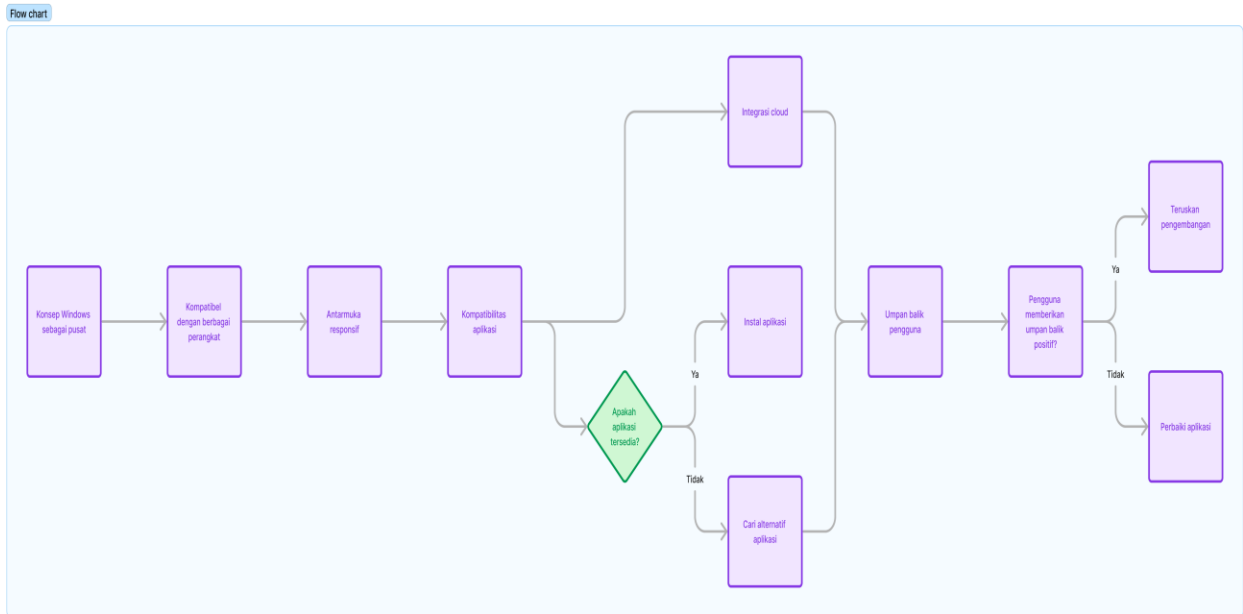 Flow chart
Konsep Windows
sebagai pusat
Kompatibel
dengan berbagai
perangkat
Antarmuka
responsif
Kompatibilitas
aplikasi
Integrasi cloud
Apakah
aplikasi
tersedia?
Ya
Instal aplikasi
Tidak
Cari alternatif
aplikasi
Umpan balik
pengguna
Pengguna
memberikan
umpan balik
positif?
Ya
Teruskan
pengembangan
Tidak
Perbaiki aplikasi